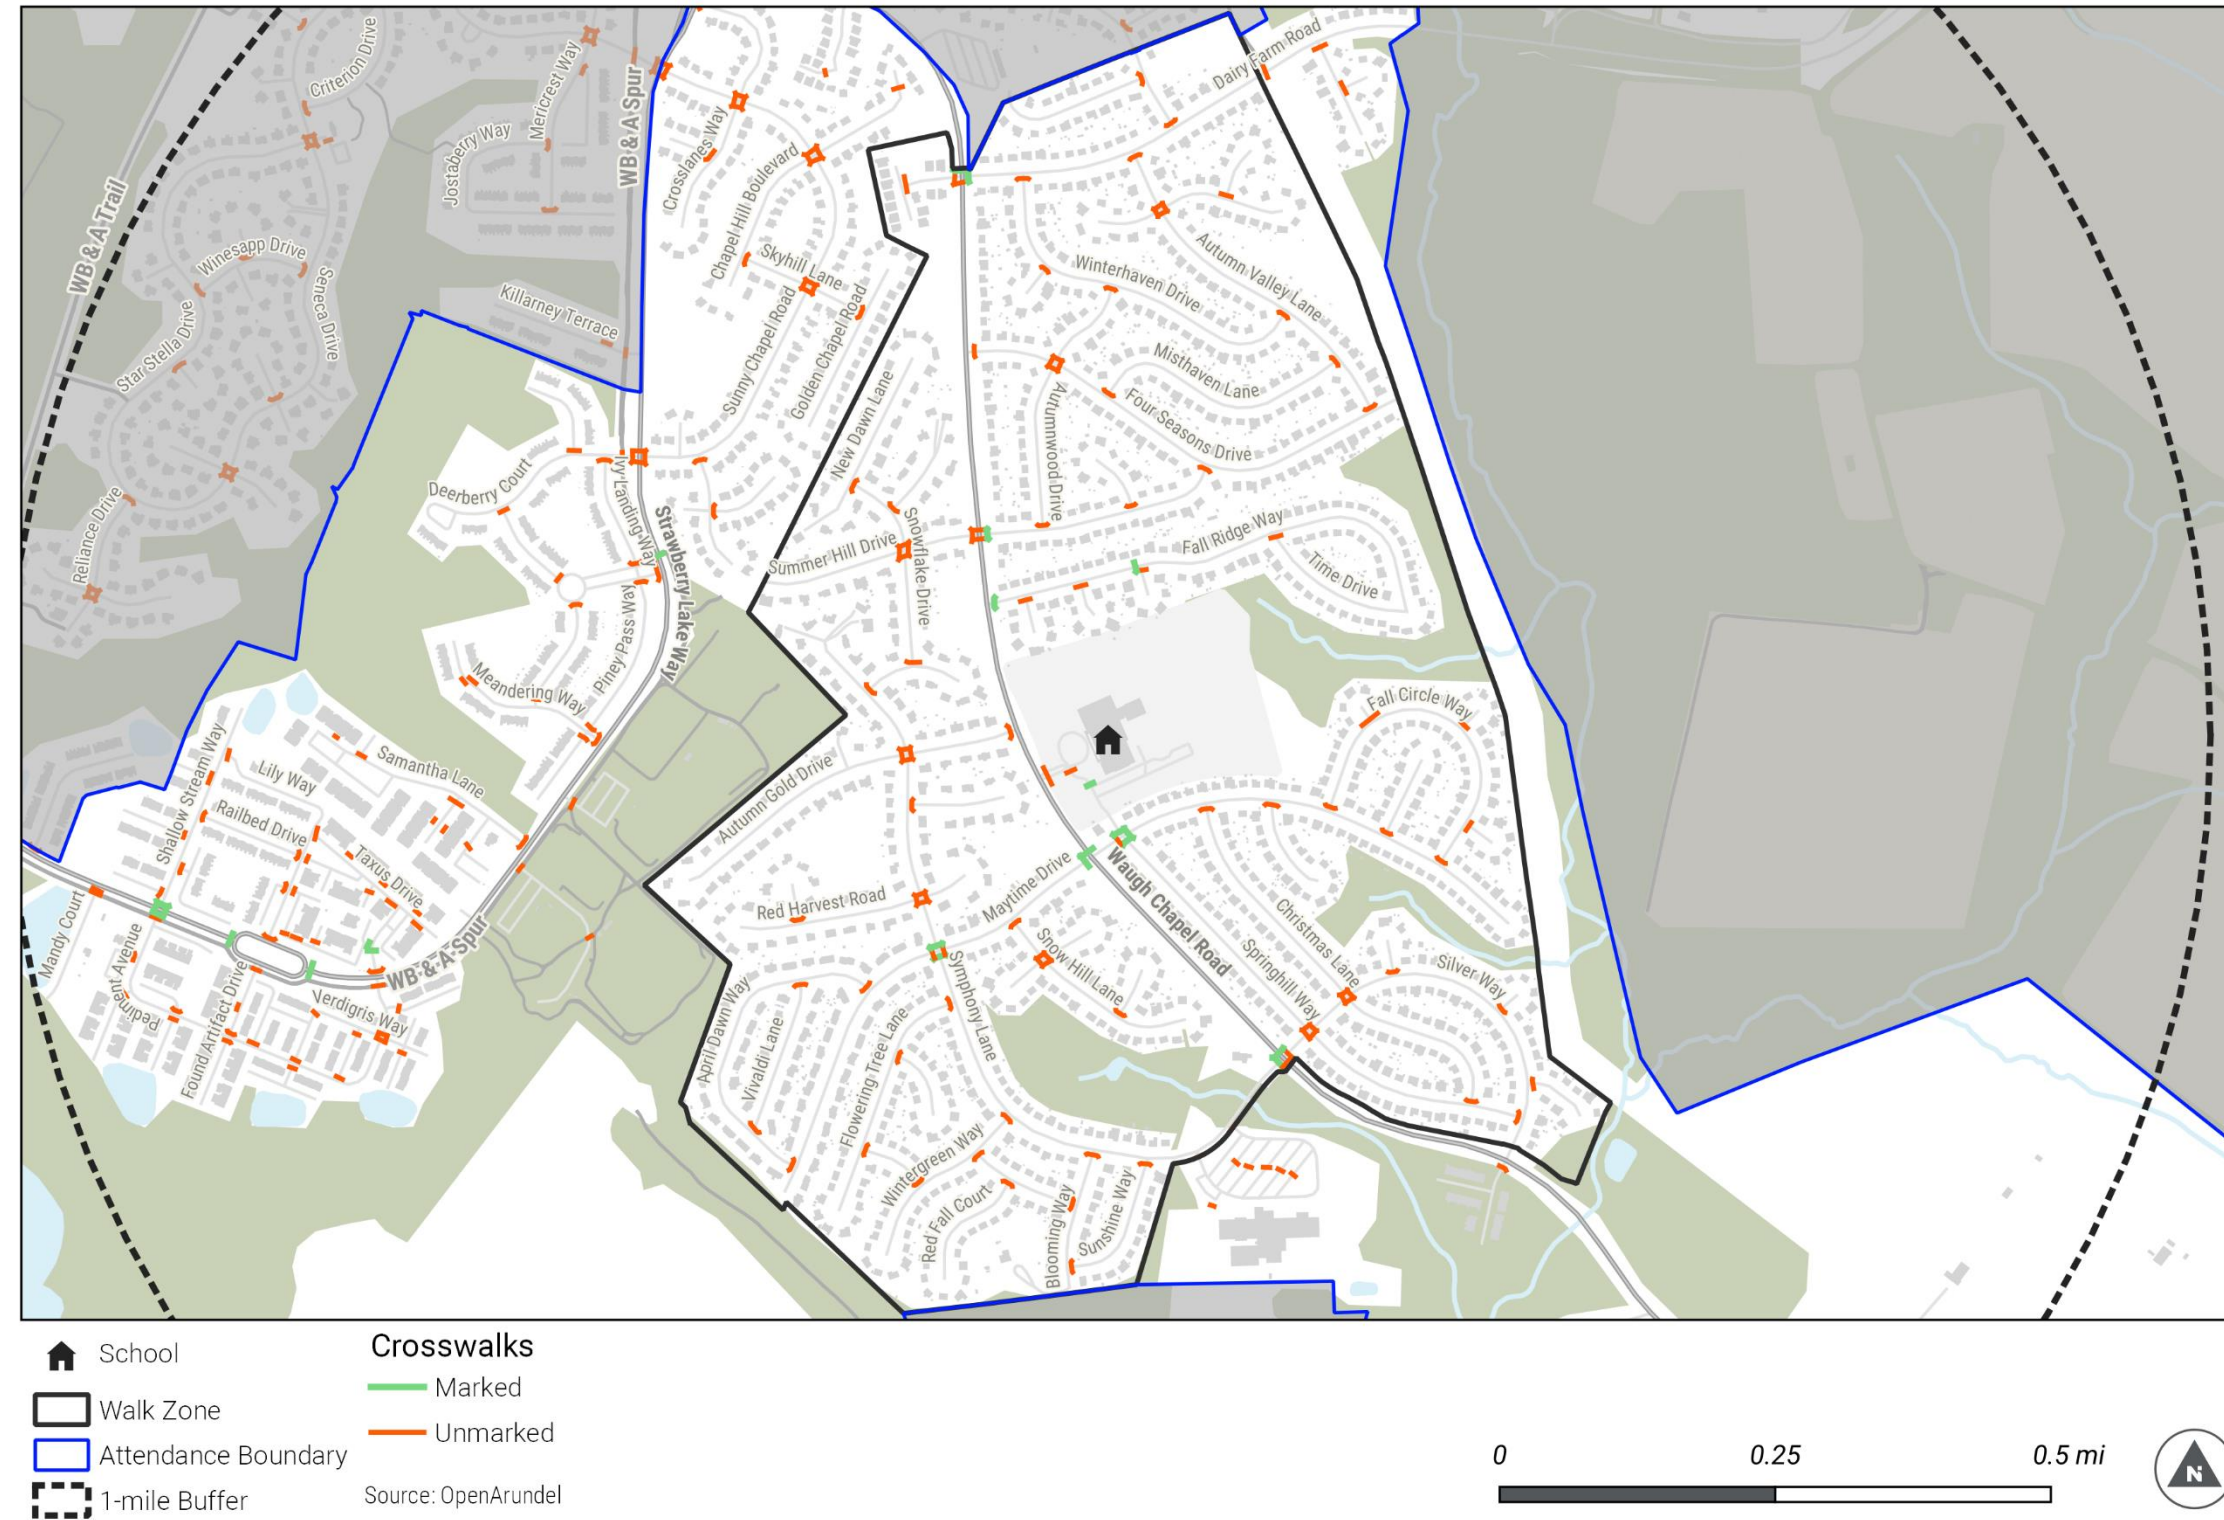 Criterion Drive
Mericrest Way
WB & A Spur
Dairy Farm Road
Jostaberry Way
Crosslanes Way
Chapel Hill Boulevard
WB & A Trail
Winesapp Drive
Seneca Drive
Skyhill Lane
Winterhaven Drive
Autumn Valley Lane
Killarney Terrace
Star Stella Drive
Sunny Chapel Road
Golden Chapel Road
Misthaven Lane
New Dawn Lane
Autumnwood Drive
Four Seasons Drive
Deerberry Court
Ivy Landing Way
Strawberry Lake Way
Reliance Drive
Summer Hill Drive
Snowflake Drive
Fall Ridge Way
Time Drive
Piney Pass Way
Meandering Way
Fall Circle Way
Shallow Stream Way
Lily Way
Samantha Lane
Railbed Drive
Taxus Drive
Autumn Gold Drive
Red Harvest Road
Maytime Drive
Waugh Chapel Road
Mandy Court
Pediment Avenue
Found Artifact Drive
WB & A Spur
Verdigris Way
Snow Hill Lane
Springhill Way
Christmas Lane
Silver Way
Symphony Lane
April Dawn Way
Vivaldi Lane
Flowering Tree Lane
Wintergreen Way
Red Fall Court
Blooming Way
Sunshine Way
School
Walk Zone
Attendance Boundary
1-mile Buffer
Crosswalks
Marked
Unmarked
Source: OpenArundel
0 0.25 0.5 mi
N